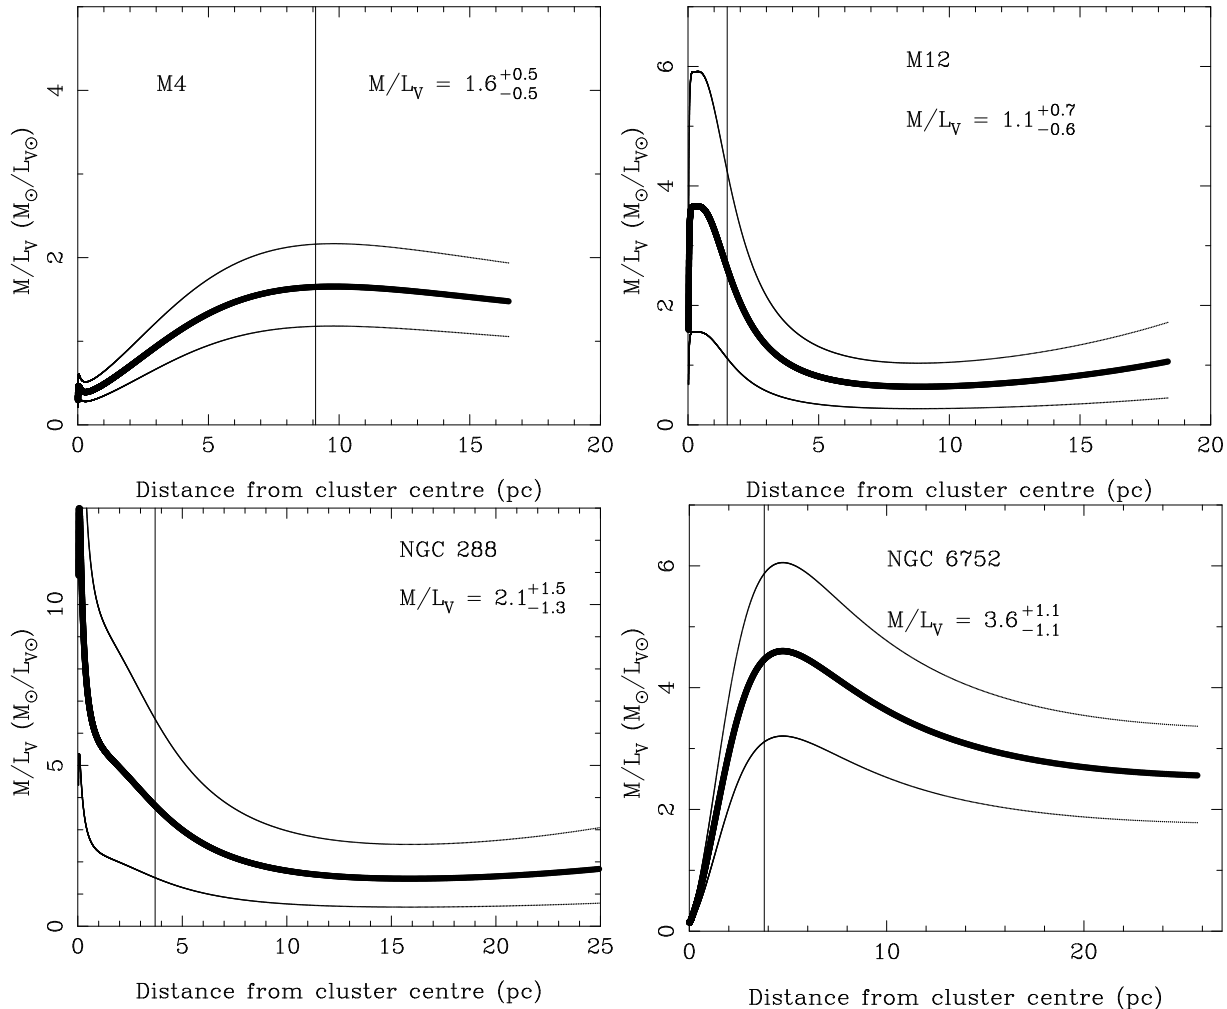 M4
M/L_V = 1.6^{+0.5}_{-0.5}
M/L_V (M⊙/L_V⊙)
0 2 4
0 5 10 15 20
Distance from cluster centre (pc)
M12
M/L_V = 1.1^{+0.7}_{-0.6}
M/L_V (M⊙/L_V⊙)
0 2 4 6
0 5 10 15 20
Distance from cluster centre (pc)
NGC 288
M/L_V = 2.1^{+1.5}_{-1.3}
M/L_V (M⊙/L_V⊙)
0 5 10
0 5 10 15 20 25
Distance from cluster centre (pc)
NGC 6752
M/L_V = 3.6^{+1.1}_{-1.1}
M/L_V (M⊙/L_V⊙)
0 2 4 6
0 10 20
Distance from cluster centre (pc)